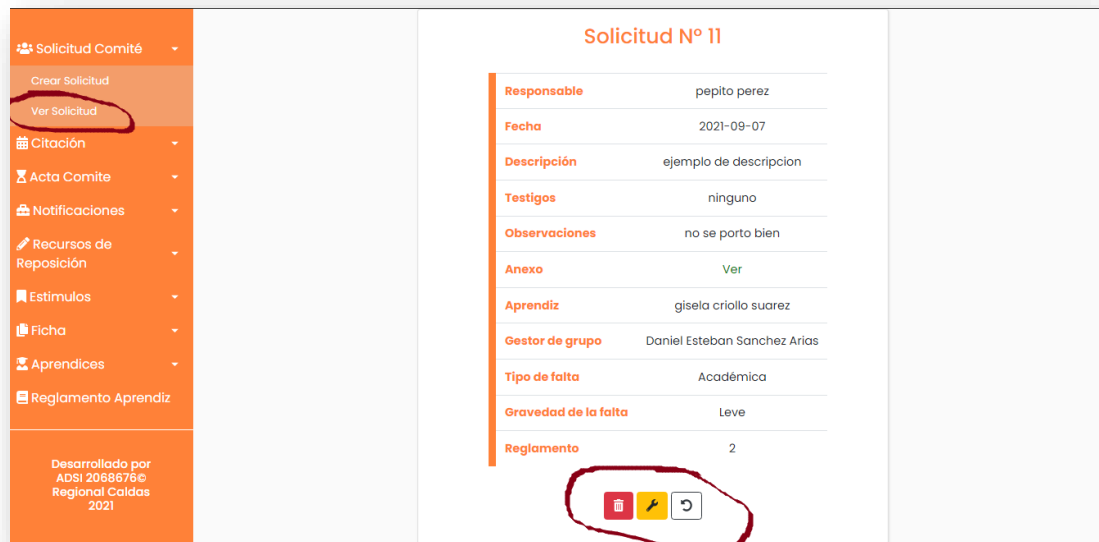 Solicitud Comité
Crear Solicitud
Ver Solicitud
Citación
Acta Comite
Notificaciones
Recursos de
Reposición
Estimulos
Ficha
Aprendices
Reglamento Aprendiz
Desarrollado por
ADSI 2068676©
Regional Caldas
2021
Solicitud N° 11
Responsable pepito perez
Fecha 2021-09-07
Descripción ejemplo de descripcion
Testigos ninguno
Observaciones no se porto bien
Anexo Ver
Aprendiz gisela criollo suarez
Gestor de grupo Daniel Esteban Sanchez Arias
Tipo de falta Académica
Gravedad de la falta Leve
Reglamento 2